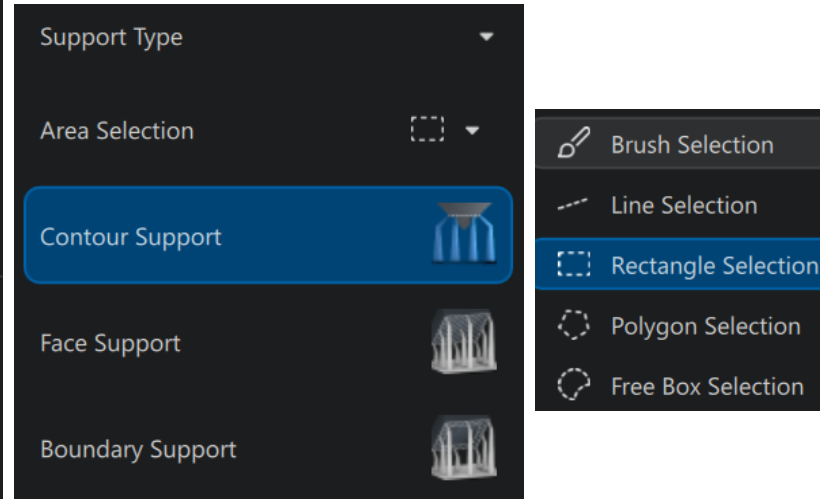 Support Type
Area Selection
Contour Support
Face Support
Boundary Support
Brush Selection
Line Selection
Rectangle Selection
Polygon Selection
Free Box Selection